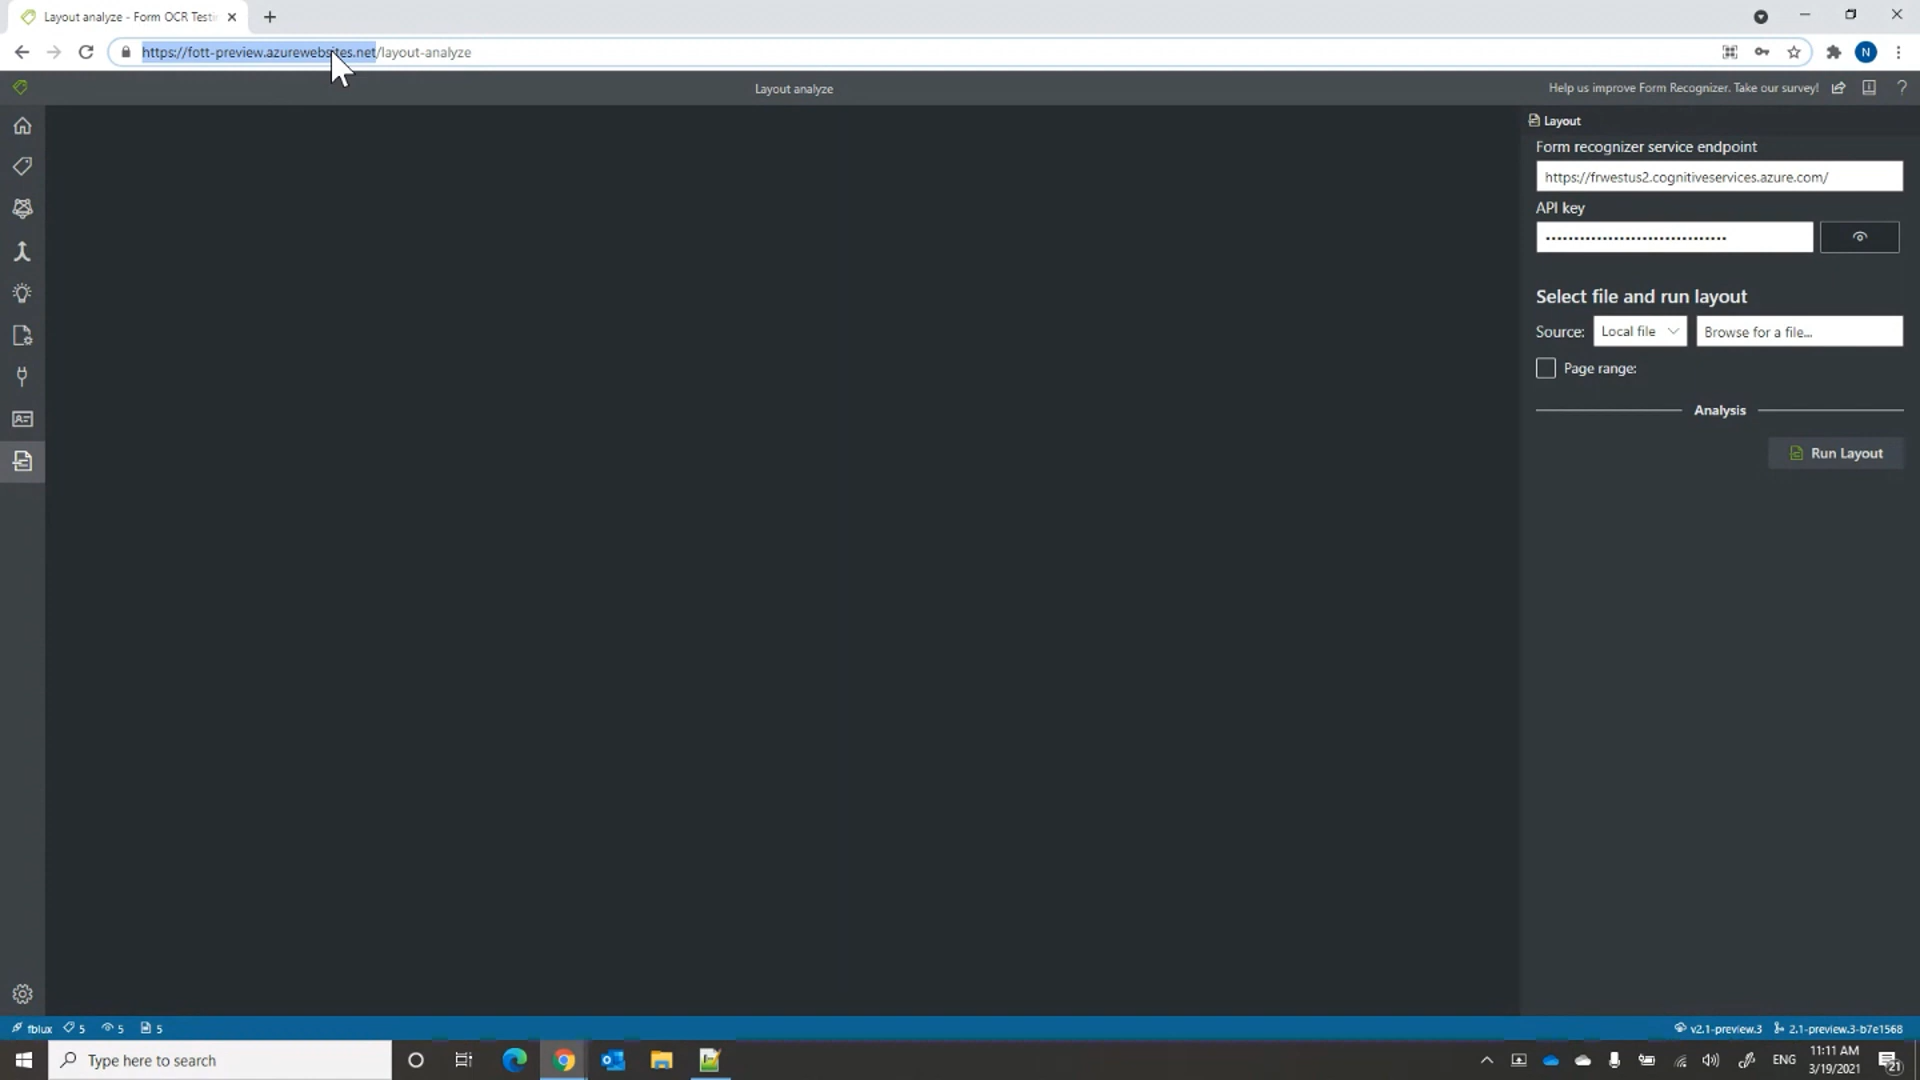 Layout analyze - Form OCR Testi
https://fott-preview.azurewebsites.net/layout-analyze
N
Layout analyze
Help us improve Form Recognizer. Take our survey!
?
Layout
Form recognizer service endpoint
https://frwestus2.cognitiveservices.azure.com/
API key
Select file and run layout
Source: Local file Browse for a file...
Page range:
Analysis
Run Layout
fblux 5 5 5
v2.1-preview.3 2.1-preview.3-b7e1568
Type here to search
ENG
11:11 AM
3/19/2021
21